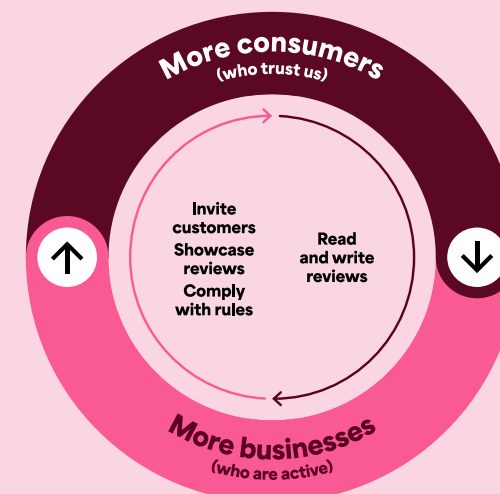 More consumers
(who trust us)
Invite
customers
Showcase
reviews
Comply
with rules
Read
and write
reviews
More businesses
(who are active)